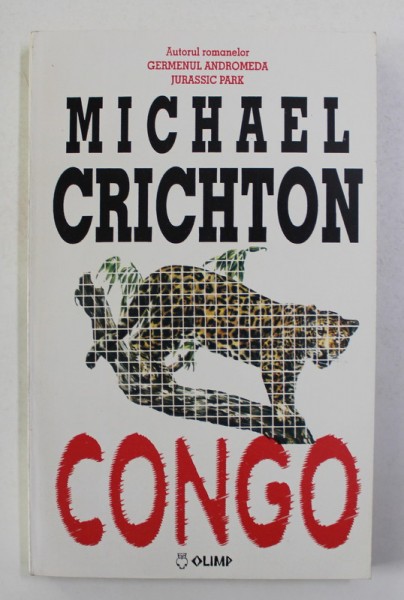 Autorul romanelor
GERMENUL ANDROMEDA
JURASSIC PARK
MICHAEL
CRICHTON
CONGO
OLIMP